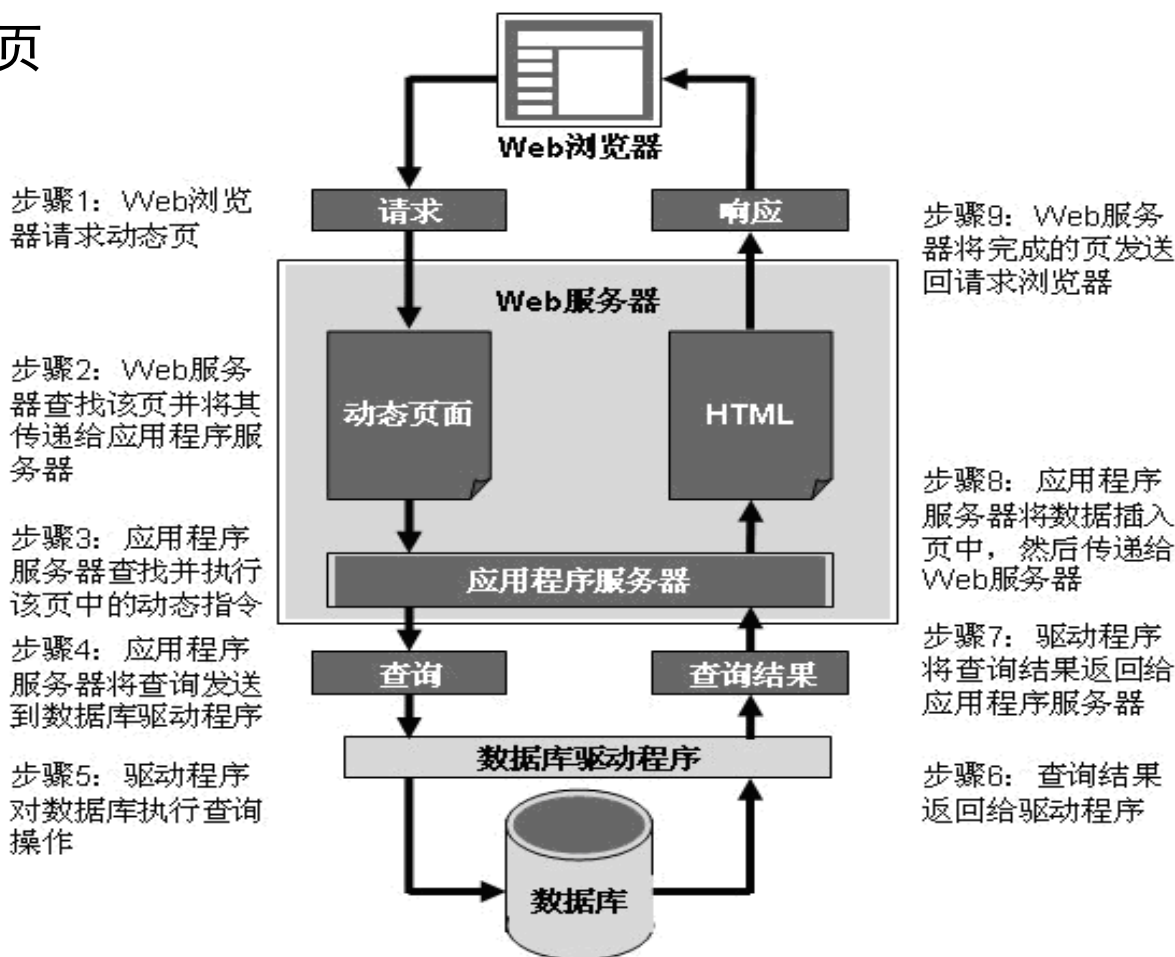 页
Web浏览器
步骤1：Web浏览
器请求动态页
请求
响应
步骤9：Web服务
器将完成的页发送
回请求浏览器
Web服务器
步骤2：Web服务
器查找该页并将其
传递给应用程序服
务器
动态页面
HTML
步骤3：应用程序
服务器查找并执行
该页中的动态指令
步骤8：应用程序
服务器将数据插入
页中，然后传递给
Web服务器
应用程序服务器
步骤4：应用程序
服务器将查询发送
到数据库驱动程序
查询
查询结果
步骤7：驱动程序
将查询结果返回给
应用程序服务器
数据库驱动程序
步骤5：驱动程序
对数据库执行查询
操作
步骤6：查询结果
返回给驱动程序
数据库